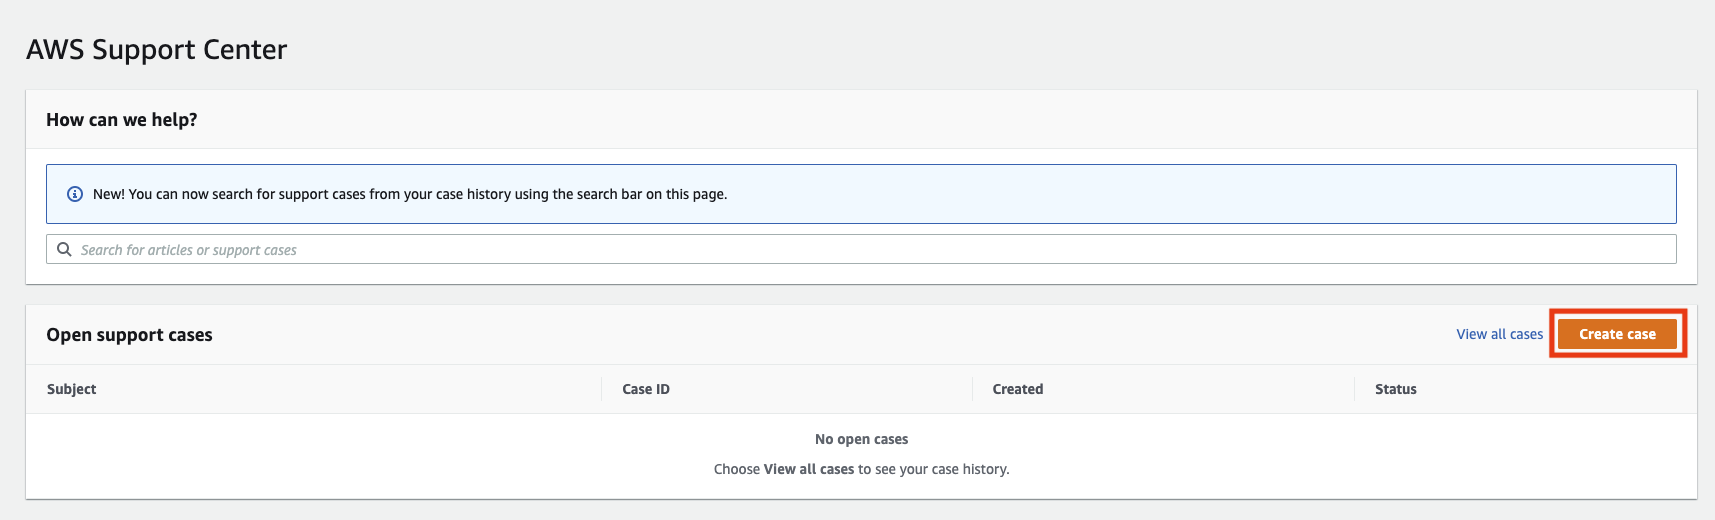 AWS Support Center
How can we help?
New! You can now search for support cases from your case history using the search bar on this page.
Search for articles or support cases
Open support cases
View all cases
Create case
Subject
Case ID
Created
Status
No open cases
Choose View all cases to see your case history.